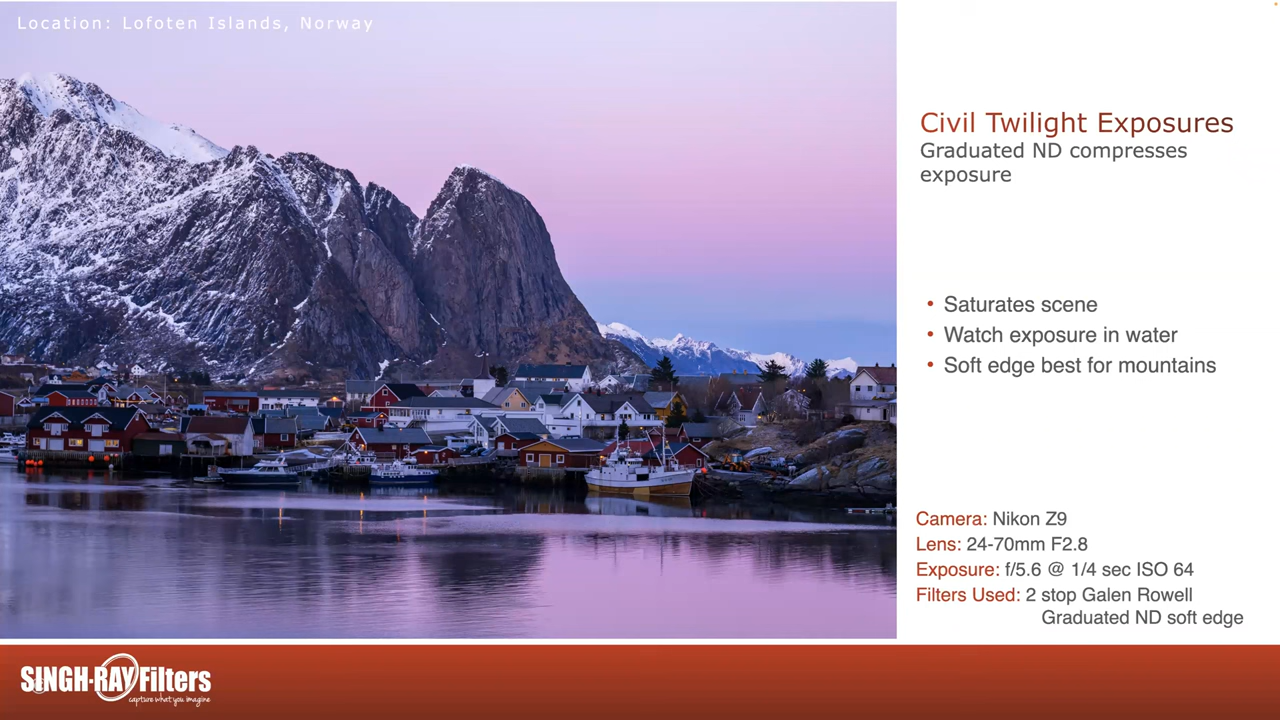 Location: Lofoten Islands, Norway
Civil Twilight Exposures
Graduated ND compresses
exposure
• Saturates scene
• Watch exposure in water
• Soft edge best for mountains
Camera: Nikon Z9
Lens: 24-70mm F2.8
Exposure: f/5.6 @ 1/4 sec ISO 64
Filters Used: 2 stop Galen Rowell
Graduated ND soft edge
SINGH-RAY Filters
capture what you imagine